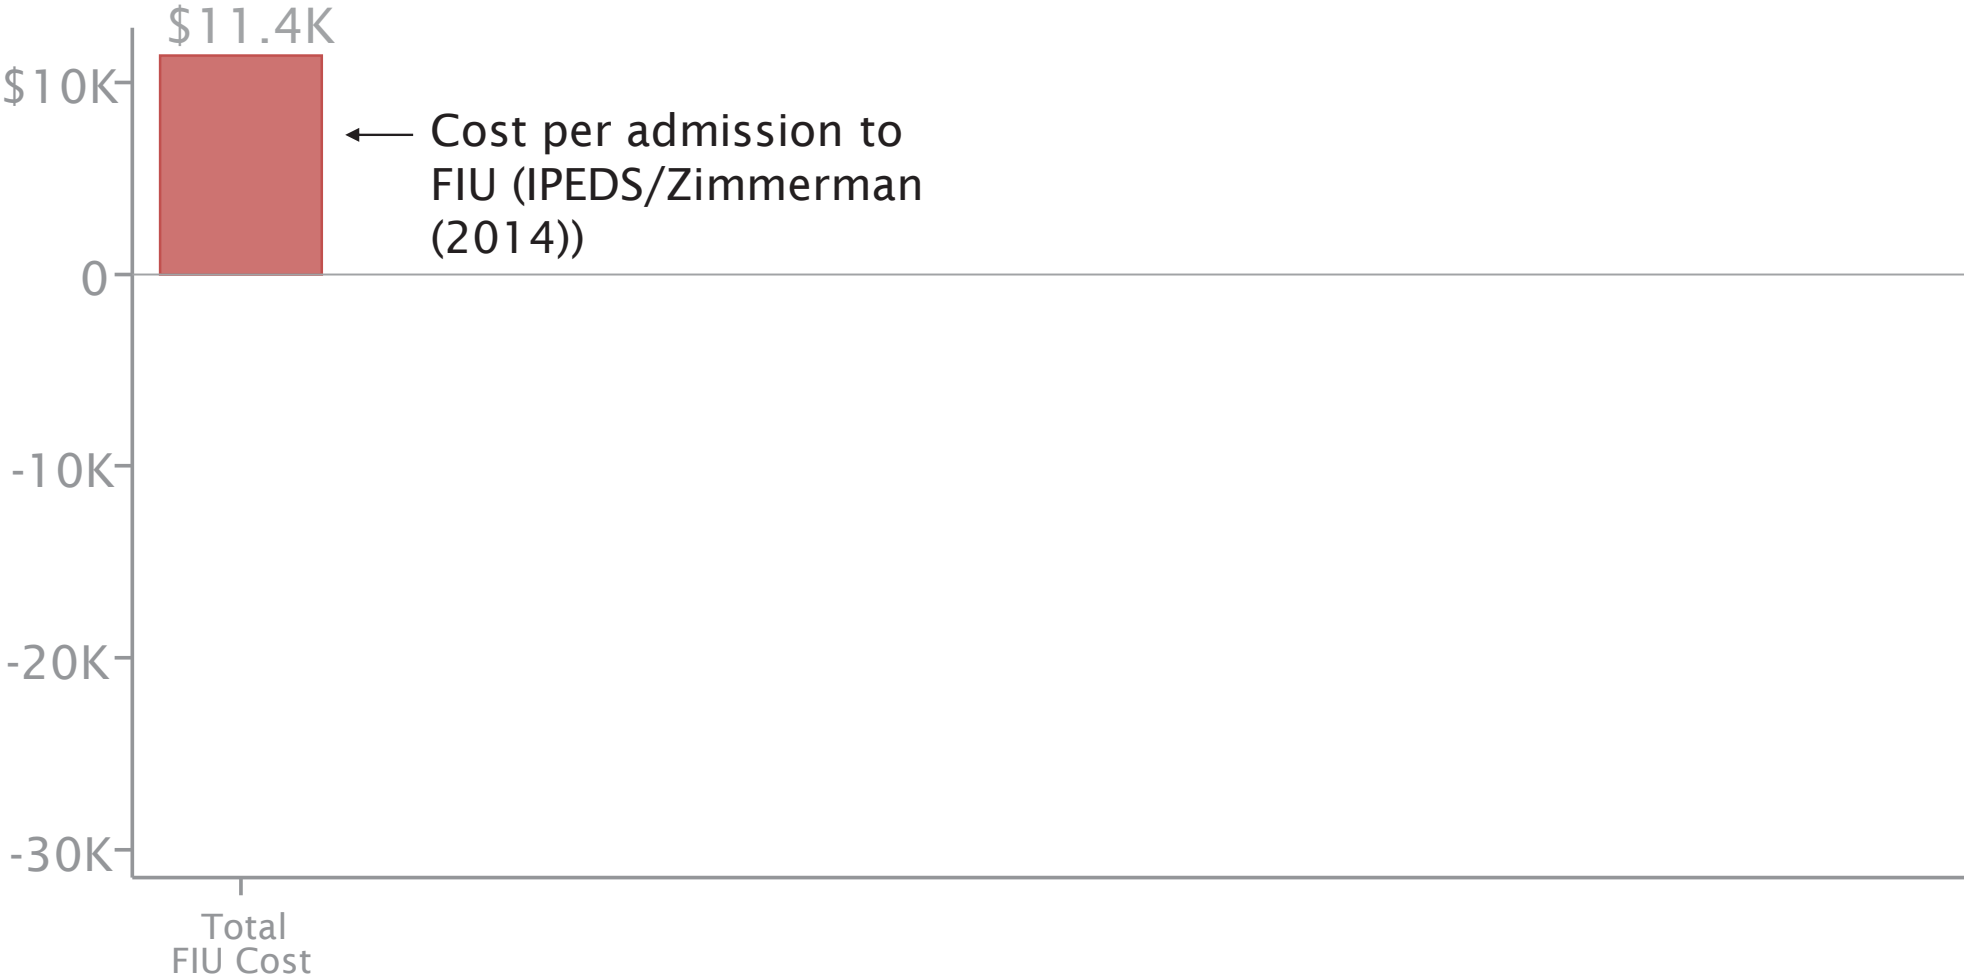 $11.4K
$10K
Cost per admission to
FIU (IPEDS/Zimmerman
(2014))
0
-10K
-20K
-30K
Total
FIU Cost